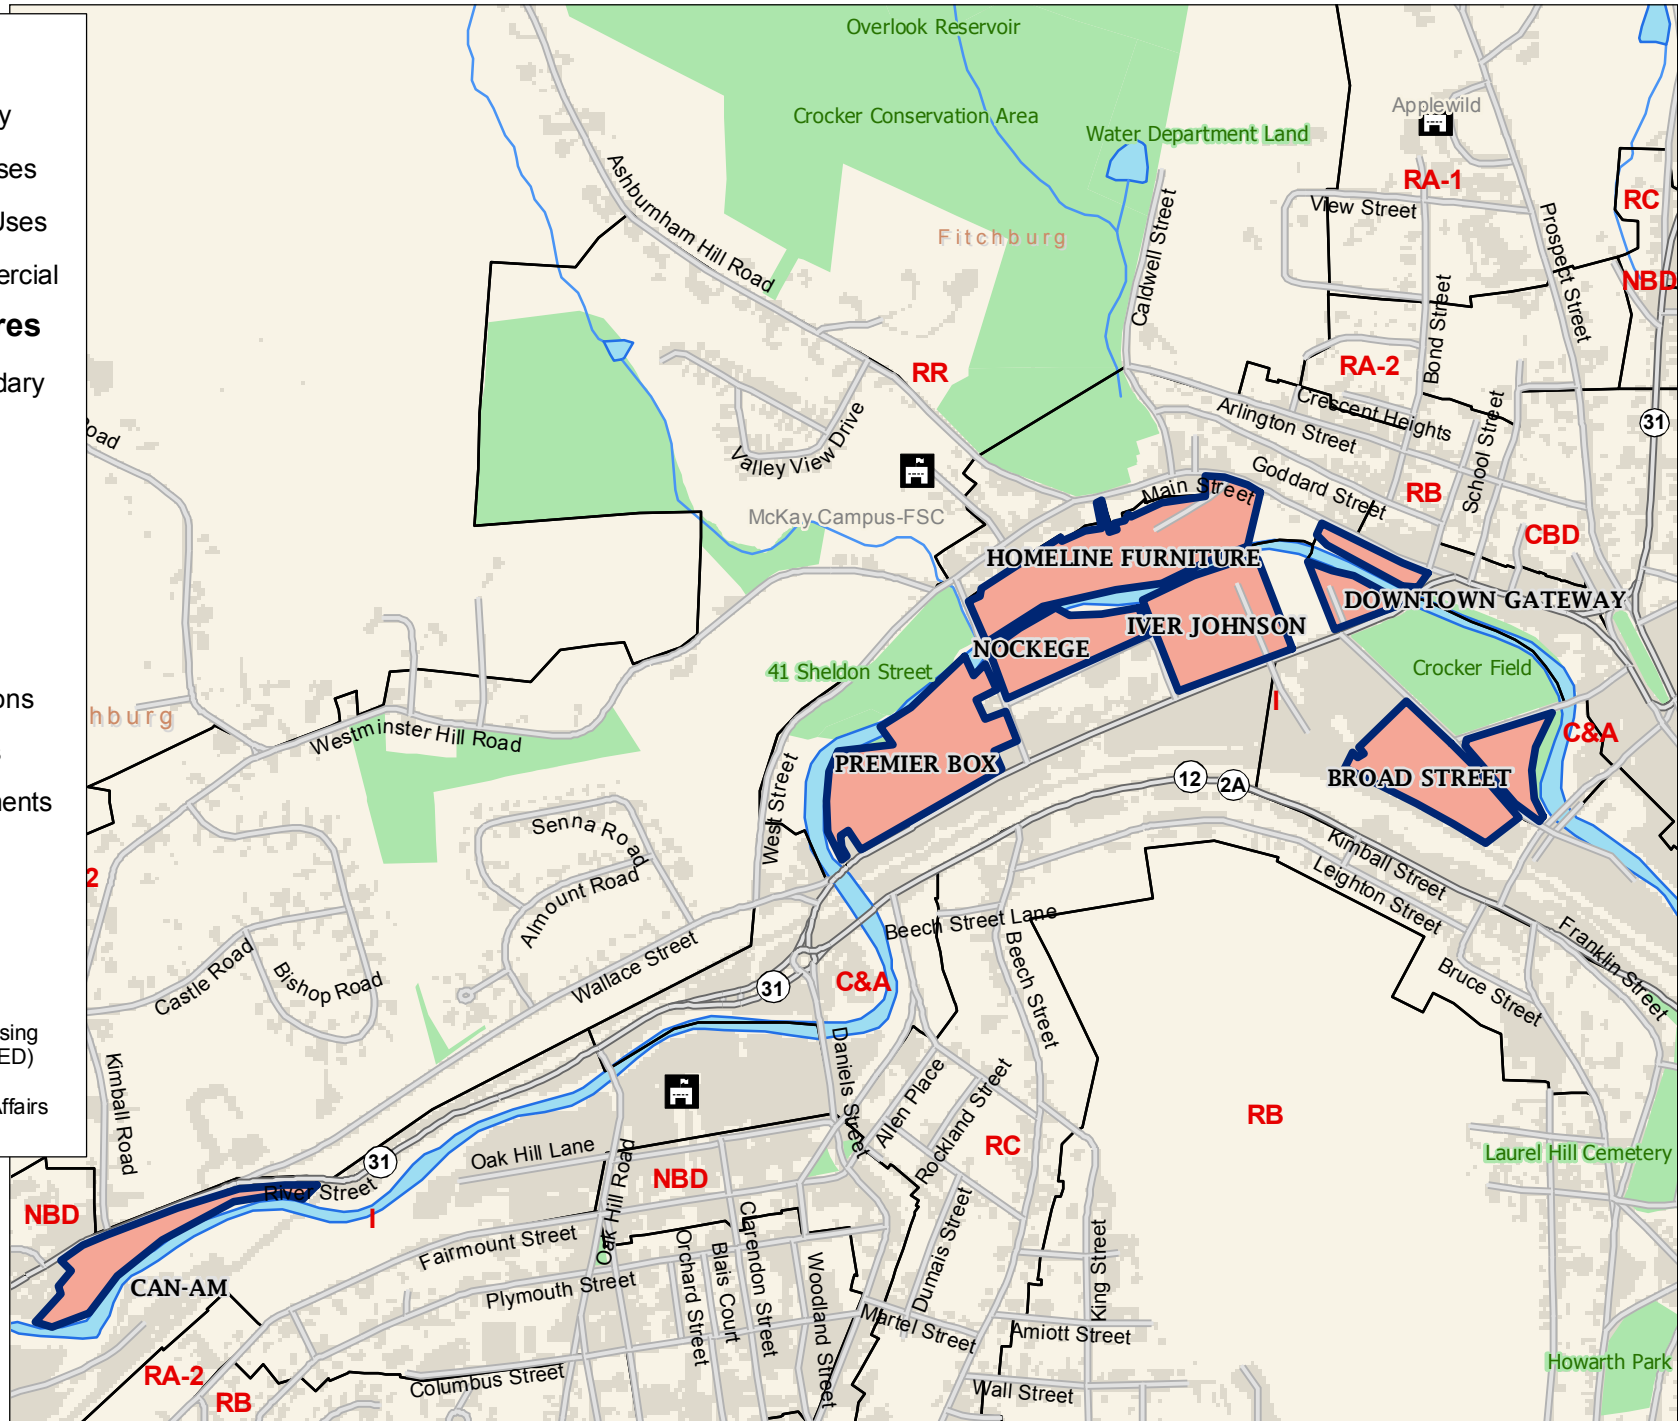 y
ses
Uses
ercial
res
dary
ons
nents
sing
ED)
Affairs
Overlook Reservoir
Crocker Conservation Area
Water Department Land
Applewild
RA-1
RC
View Street
Ashburnham Hill Road
Fitchburg
Caldwell Street
Prospect Street
NBD
Bond Street
RR
RA-2
Crescent Heights
Arlington Street
School Street
31
oad
Valley View Drive
Goddard Street
Main Street
RB
McKay Campus-FSC
CBD
HOMELINE FURNITURE
DOWNTOWN GATEWAY
IVER JOHNSON
NOCKEGE
41 Sheldon Street
Crocker Field
hburg
Westminster Hill Road
I
C&A
PREMIER BOX
12
2A
BROAD STREET
West Street
Senna Road
Almount Road
Kimball Street
Leighton Street
2
Beech Street Lane
Beech Street
Franklin Street
Wallace Street
Castle Road
Bishop Road
31
C&A
Bruce Street
Kimball Road
Daniels Street
Allen Place
Rockland Street
RB
31
Oak Hill Lane
Oak Hill Road
NBD
RC
Laurel Hill Cemetery
River Street
NBD
I
Fairmount Street
Clarendon Street
Orchard Street
Blais Court
Woodland Street
Dumais Street
King Street
CAN-AM
Plymouth Street
Martel Street
Amiott Street
Howarth Park
RA-2
Columbus Street
Wall Street
RB